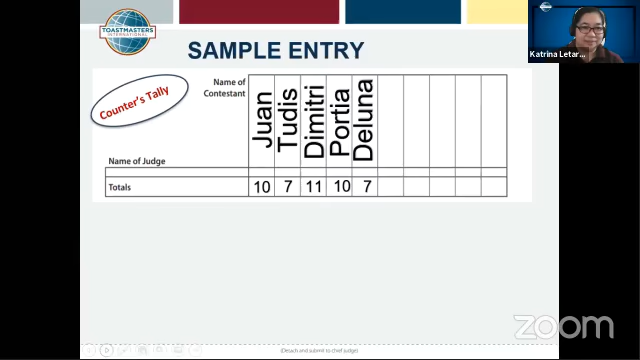 TOASTMASTERS
INTERNATIONAL
SAMPLE ENTRY
Katrina Letar...
Counter's Tally
Name of
Contestant
Juan
Tudis
Dimitri
Portia
Deluna
Name of Judge
Totals 10 7 11 10 7
zoom
(Detach and submit to chief judge)